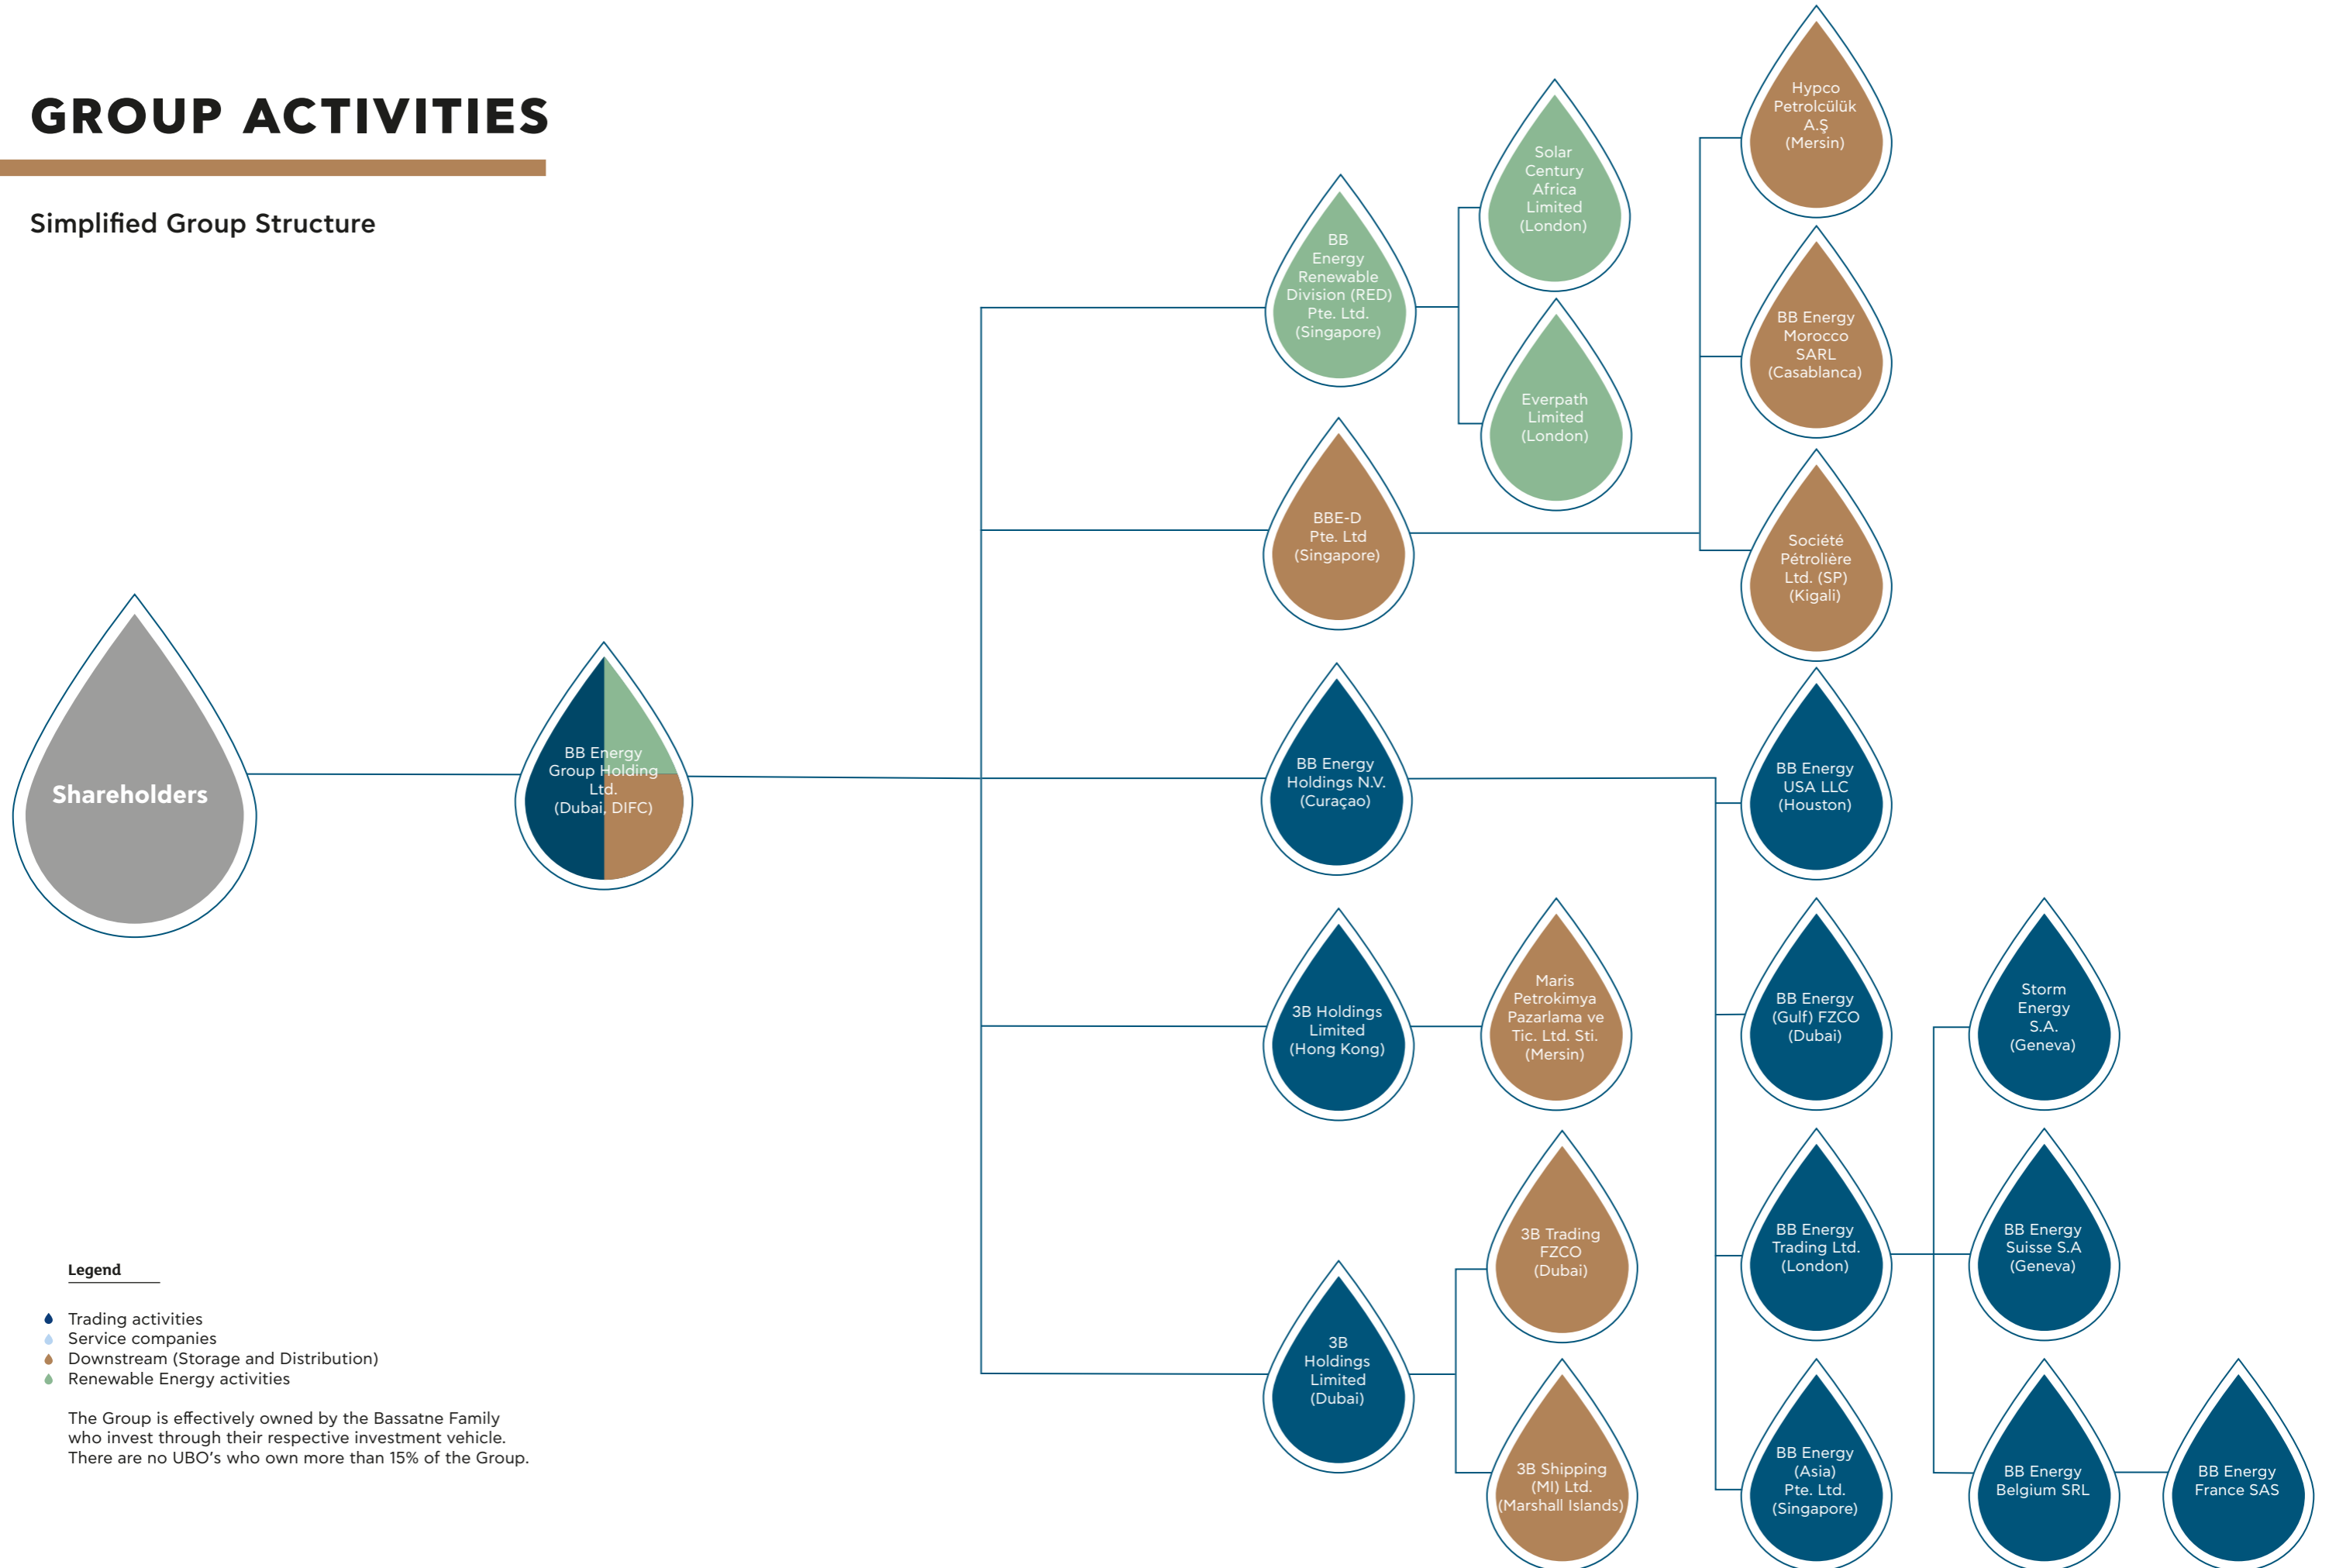 GROUP ACTIVITIES
Simplified Group Structure
Shareholders
BB Energy
Group Holding
Ltd.
(Dubai, DIFC)
BB
Energy
Renewable
Division (RED)
Pte. Ltd.
(Singapore)
Solar
Century
Africa
Limited
(London)
Everpath
Limited
(London)
BBE-D
Pte. Ltd
(Singapore)
Hypco
Petrolcülük
A.Ş
(Mersin)
BB Energy
Morocco
SARL
(Casablanca)
Société
Pétrolière
Ltd. (SP)
(Kigali)
BB Energy
Holdings N.V.
(Curaçao)
BB Energy
USA LLC
(Houston)
BB Energy
(Gulf) FZCO
(Dubai)
BB Energy
Trading Ltd.
(London)
BB Energy
(Asia)
Pte. Ltd.
(Singapore)
Storm
Energy
S.A.
(Geneva)
BB Energy
Suisse S.A
(Geneva)
BB Energy
Belgium SRL
BB Energy
France SAS
3B Holdings
Limited
(Hong Kong)
Maris
Petrokimya
Pazarlama ve
Tic. Ltd. Sti.
(Mersin)
3B
Holdings
Limited
(Dubai)
3B Trading
FZCO
(Dubai)
3B Shipping
(MI) Ltd.
(Marshall Islands)
Legend
Trading activities
Service companies
Downstream (Storage and Distribution)
Renewable Energy activities
The Group is effectively owned by the Bassatne Family
who invest through their respective investment vehicle.
There are no UBO's who own more than 15% of the Group.